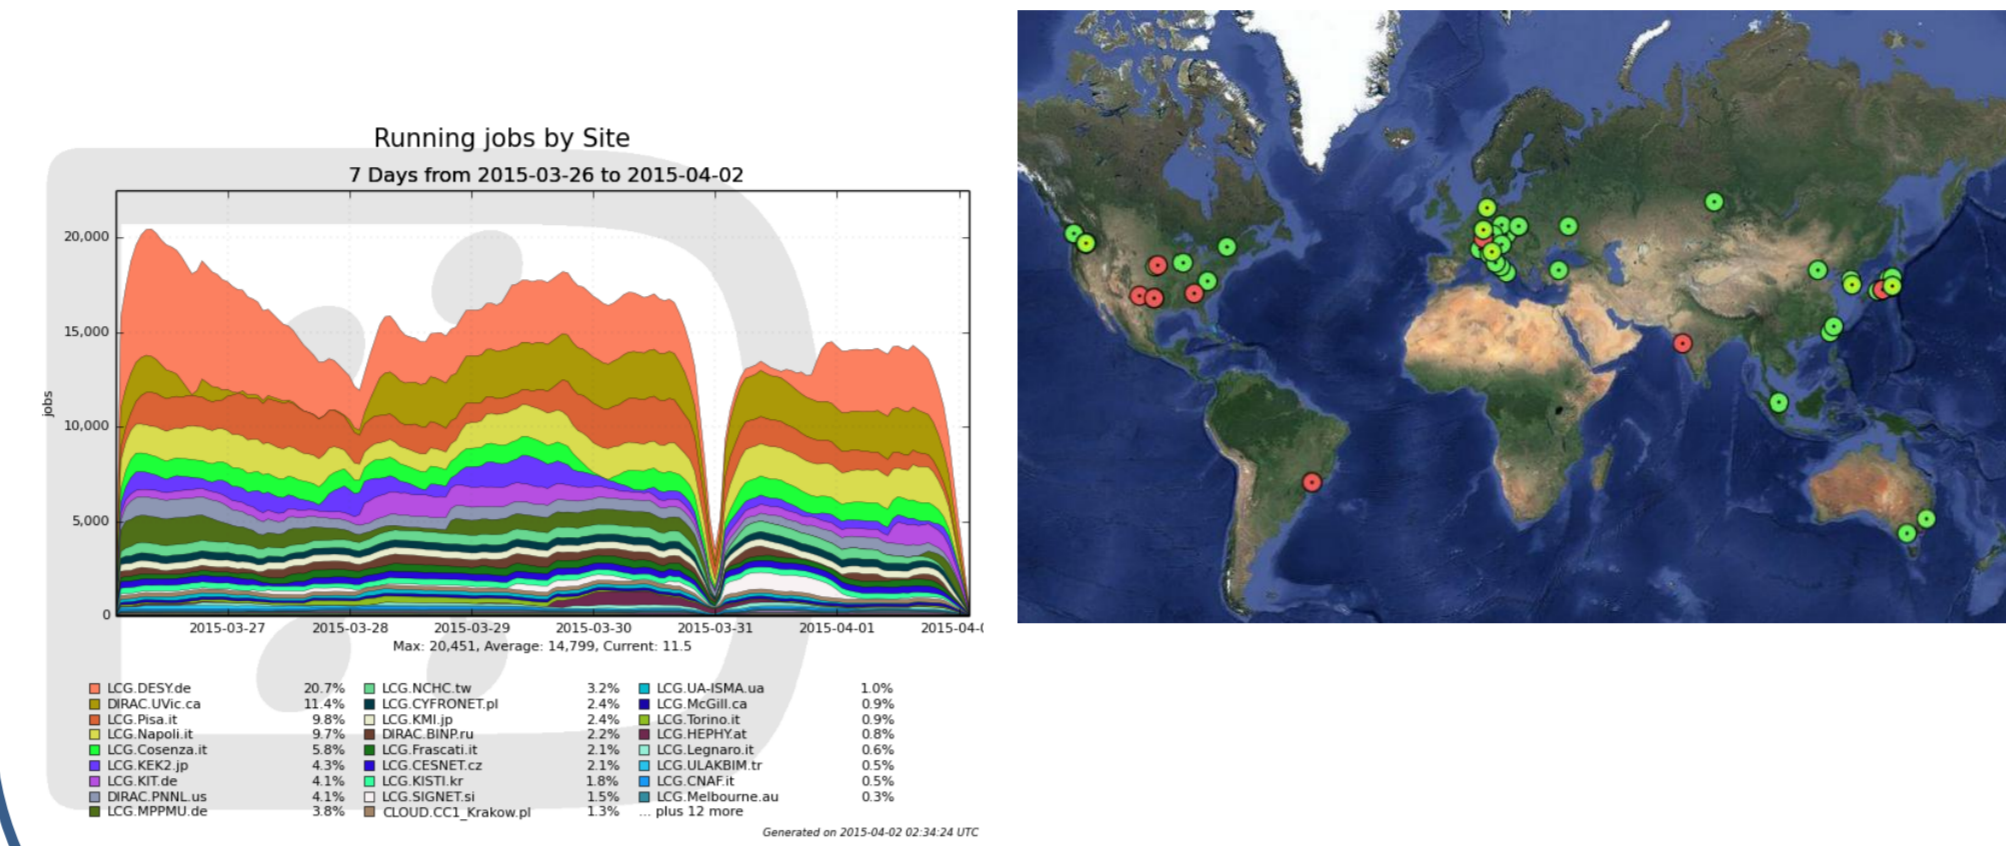 Running jobs by Site
7 Days from 2015-03-26 to 2015-04-02
jobs
20,000
15,000
10,000
5,000
0
2015-03-27 2015-03-28 2015-03-29 2015-03-30 2015-03-31 2015-04-01 2015-04-
Max: 20,451, Average: 14,799, Current: 11.5
LCG.DESY.de 20.7% LCG.NCHC.tw 3.2% LCG.UA-ISMA.ua 1.0%
DIRAC.UVic.ca 11.4% LCG.CYFRONET.pl 2.4% LCG.McGill.ca 0.9%
LCG.Pisa.it 9.8% LCG.KMI.jp 2.4% LCG.Torino.it 0.9%
LCG.Napoli.it 9.7% DIRAC.BINP.ru 2.2% LCG.HEPHY.at 0.8%
LCG.Cosenza.it 5.8% LCG.Frascati.it 2.1% LCG.Legnaro.it 0.6%
LCG.KEK2.jp 4.3% LCG.CESNET.cz 2.1% LCG.ULAKBIM.tr 0.5%
LCG.KIT.de 4.1% LCG.KISTI.kr 1.8% LCG.CNAF.it 0.5%
DIRAC.PNNL.us 4.1% LCG.SIGNET.si 1.5% LCG.Melbourne.au 0.3%
LCG.MPPMU.de 3.8% CLOUD.CC1_Krakow.pl 1.3% ... plus 12 more
Generated on 2015-04-02 02:34:24 UTC